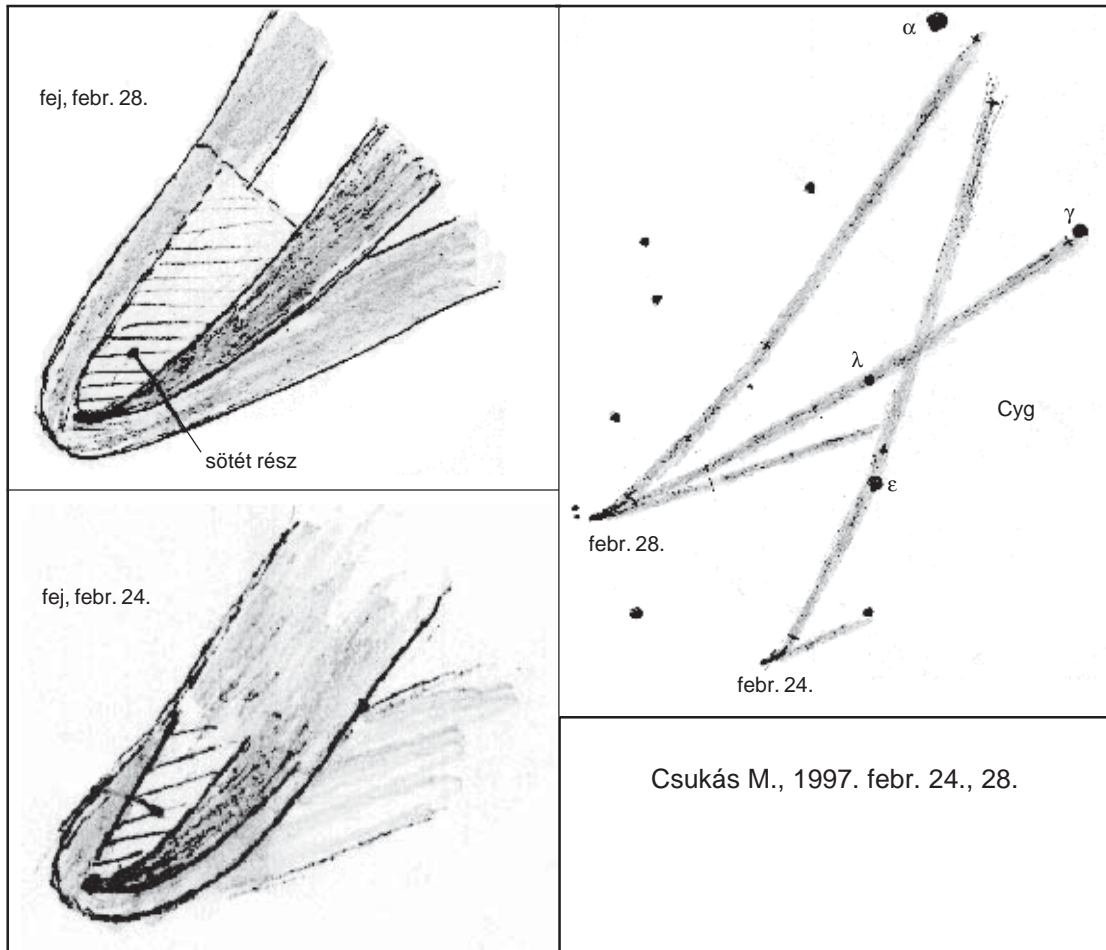 fej, febr. 28.
sötét rész
fej, febr. 24.
α
γ
λ
Cyg
ε
febr. 28.
febr. 24.
Csukás M., 1997. febr. 24., 28.